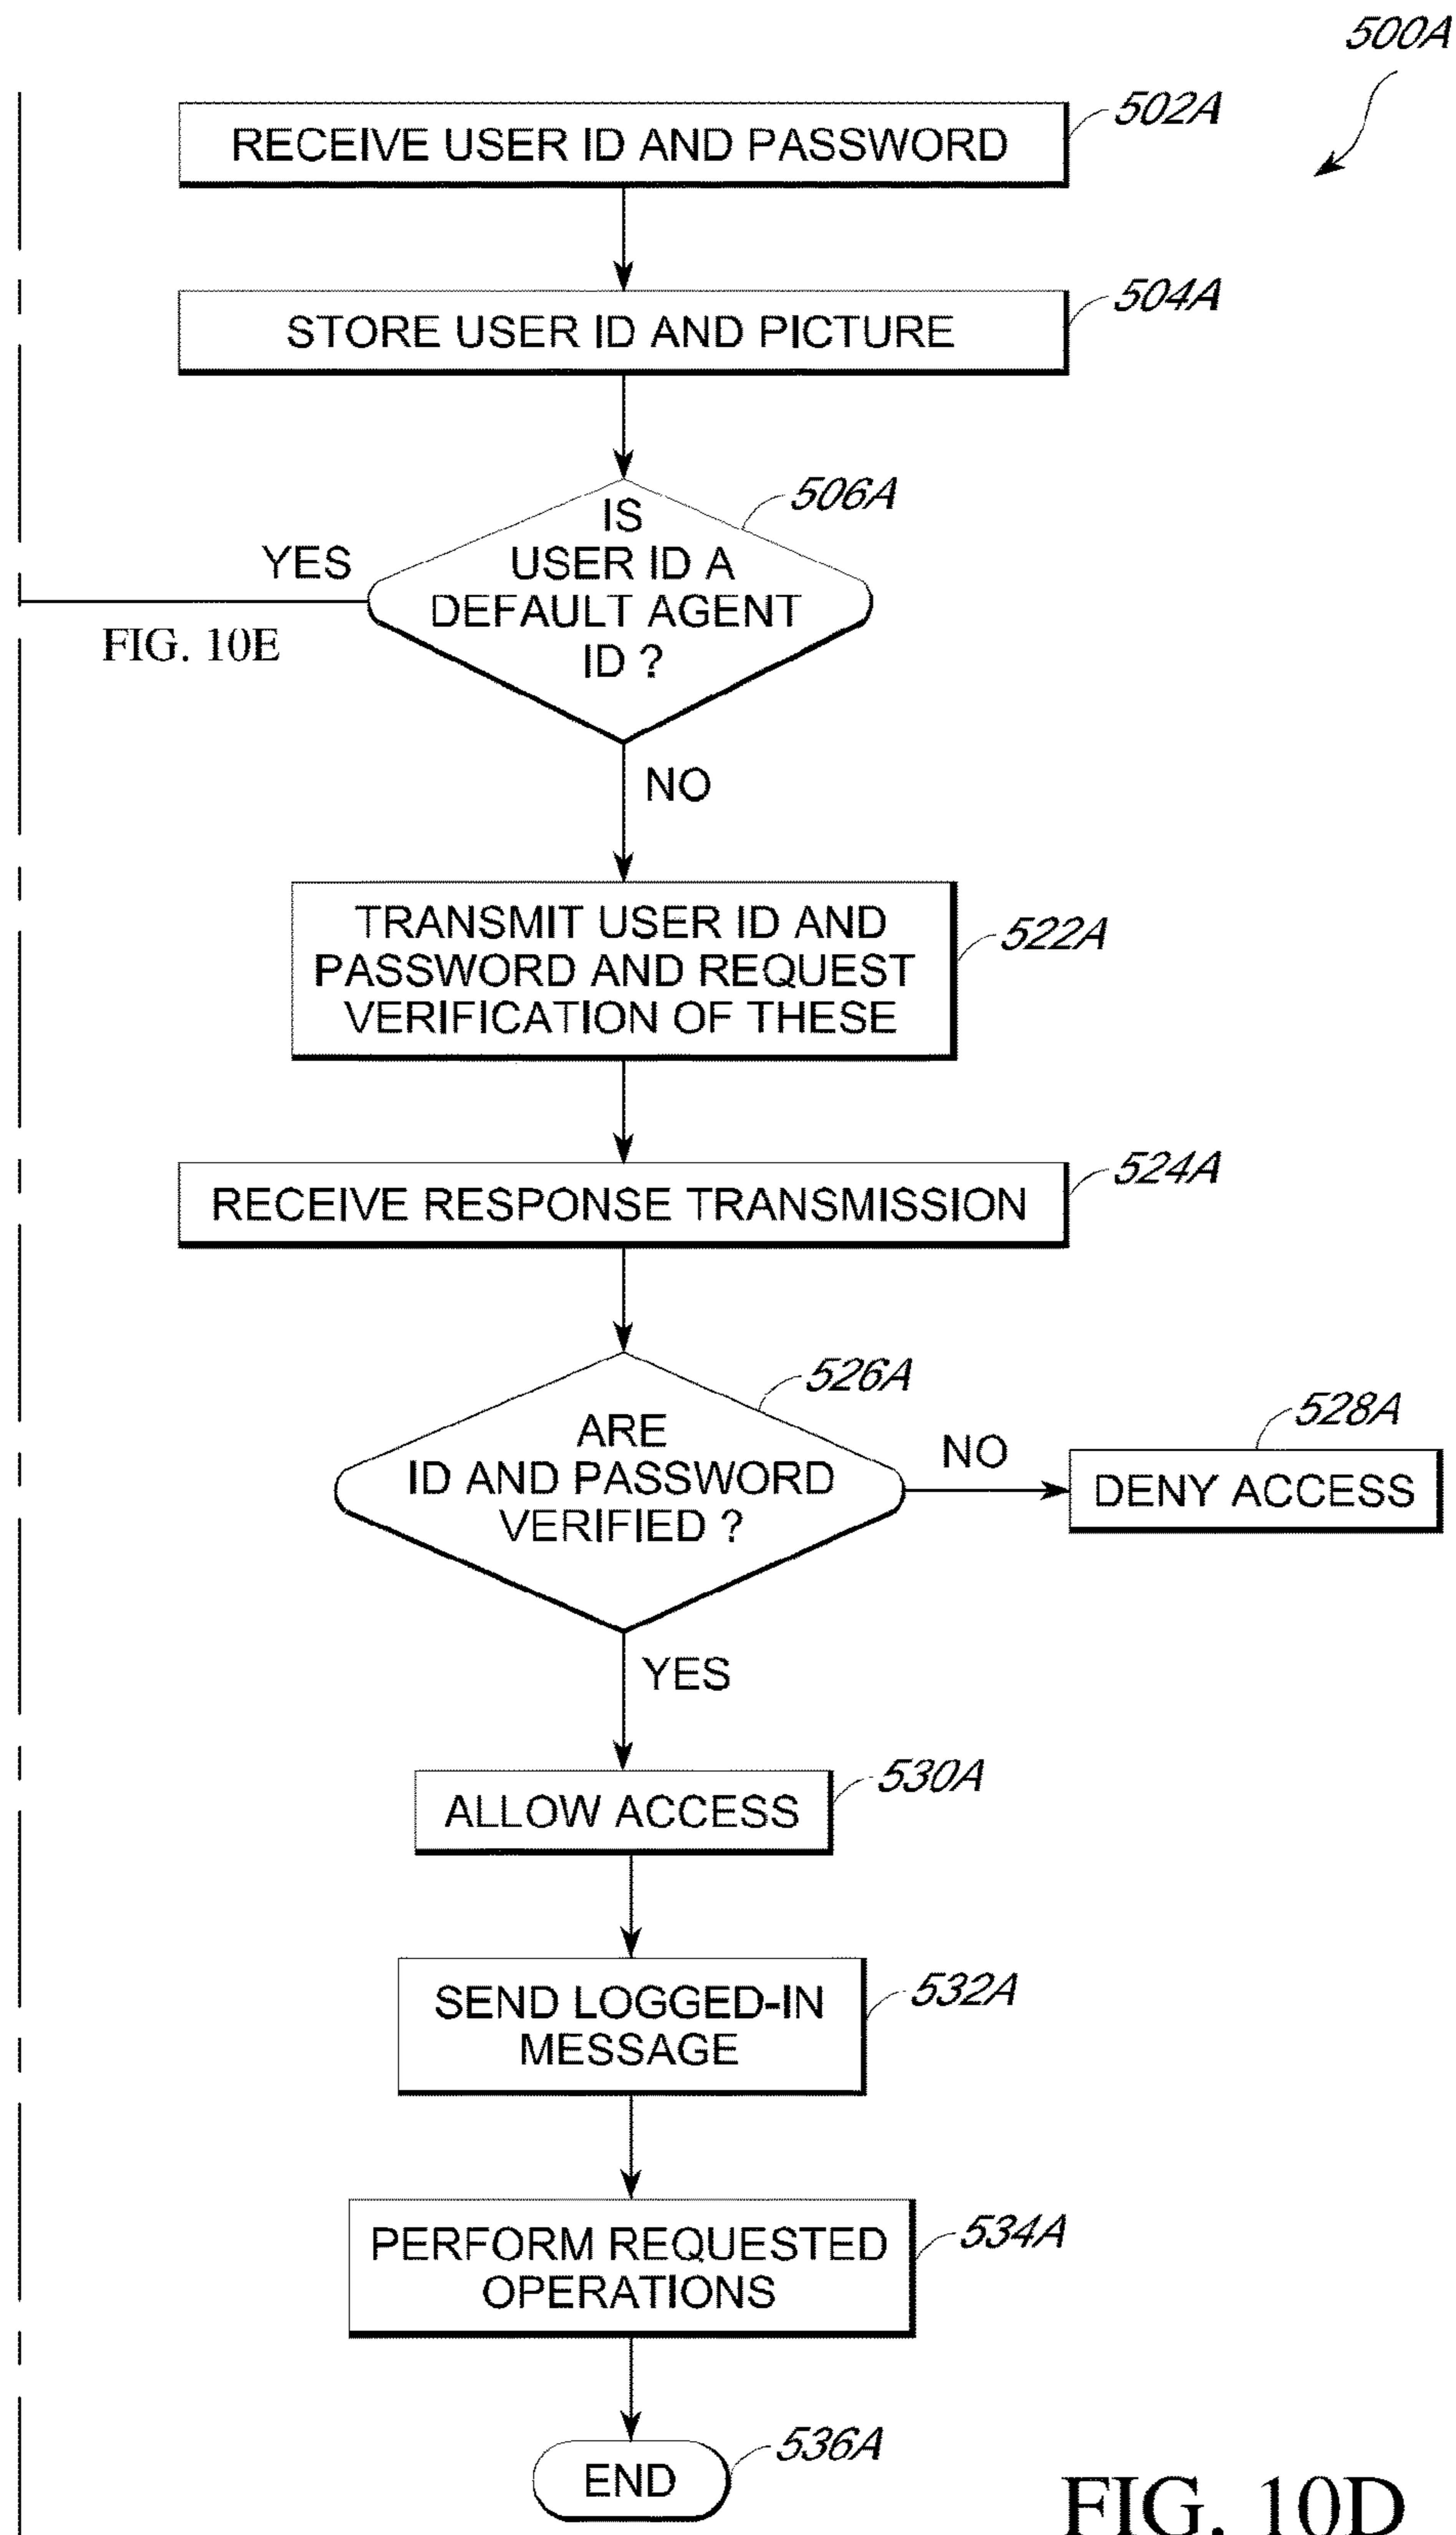 500A
RECEIVE USER ID AND PASSWORD
502A
STORE USER ID AND PICTURE
504A
IS
USER ID A
DEFAULT AGENT
ID ?
506A
YES
FIG. 10E
NO
TRANSMIT USER ID AND
PASSWORD AND REQUEST
VERIFICATION OF THESE
522A
RECEIVE RESPONSE TRANSMISSION
524A
ARE
ID AND PASSWORD
VERIFIED ?
526A
NO
DENY ACCESS
528A
YES
ALLOW ACCESS
530A
SEND LOGGED-IN
MESSAGE
532A
PERFORM REQUESTED
OPERATIONS
534A
END
536A
FIG. 10D